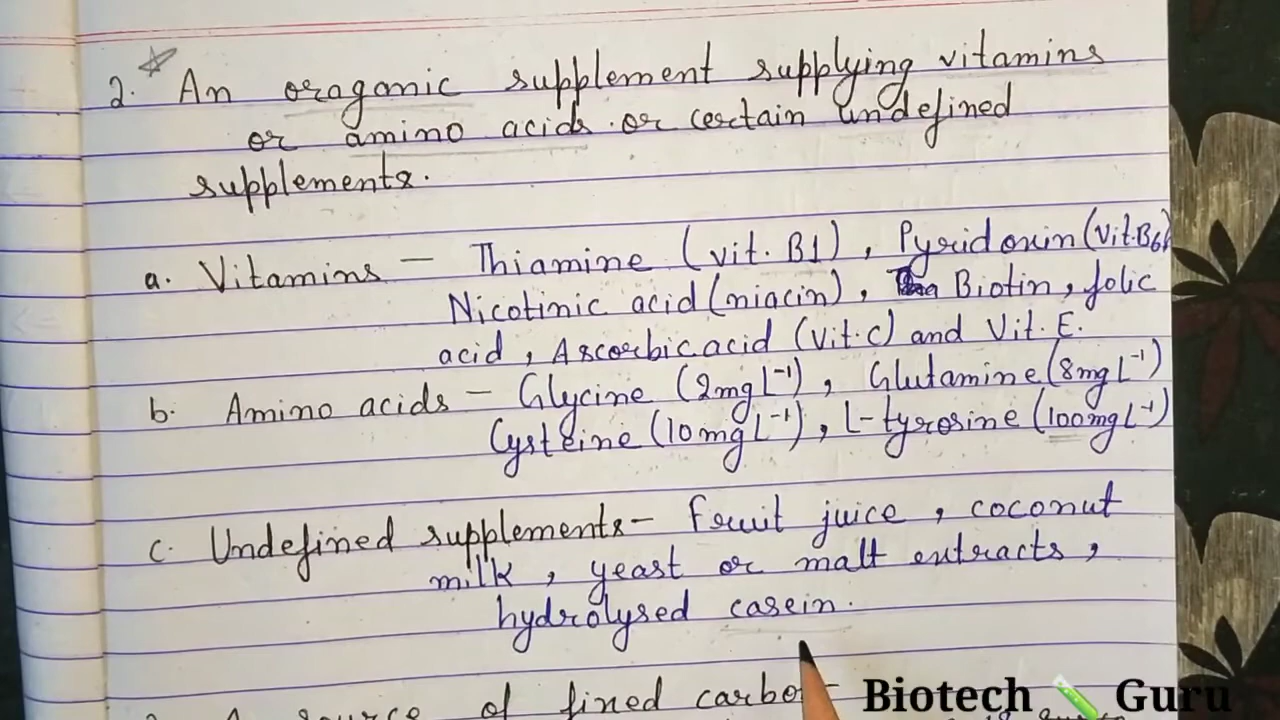 2. An oraganic supplement supplying vitamins
or amino acids. or certain undefined
supplements.
a. Vitamins — Thiamine (vit. B1), Pyridoxin (Vit.B6)
Nicotinic acid (niacin), Biotin, folic
acid, Ascorbic acid (Vit.C) and Vit. E.
b. Amino acids — Glycine (2mg L⁻¹), Glutamine (8mg L⁻¹)
Cysteine (10mg L⁻¹), L-tyrosine (100mg L⁻¹)
c. Undefined supplements — fruit juice, coconut
milk, yeast or malt extracts,
hydrolysed casein.
source of fixed carbon
Biotech Guru